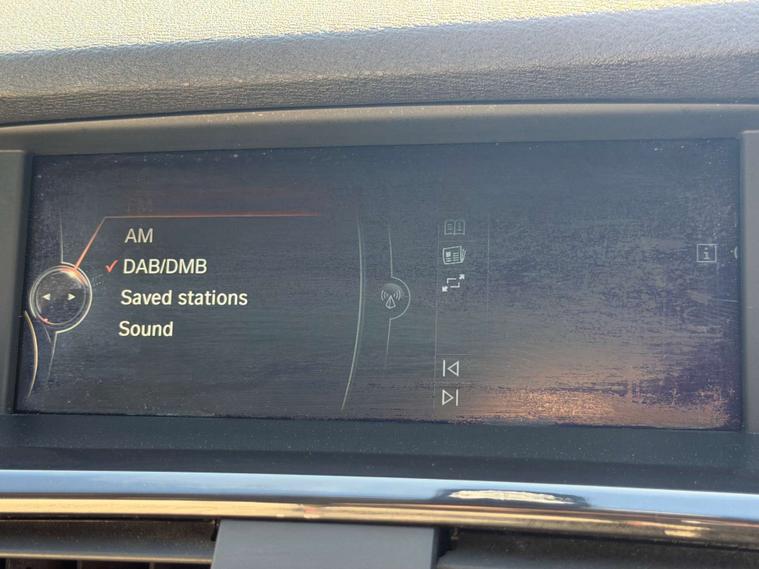 AM
DAB/DMB
Saved stations
Sound